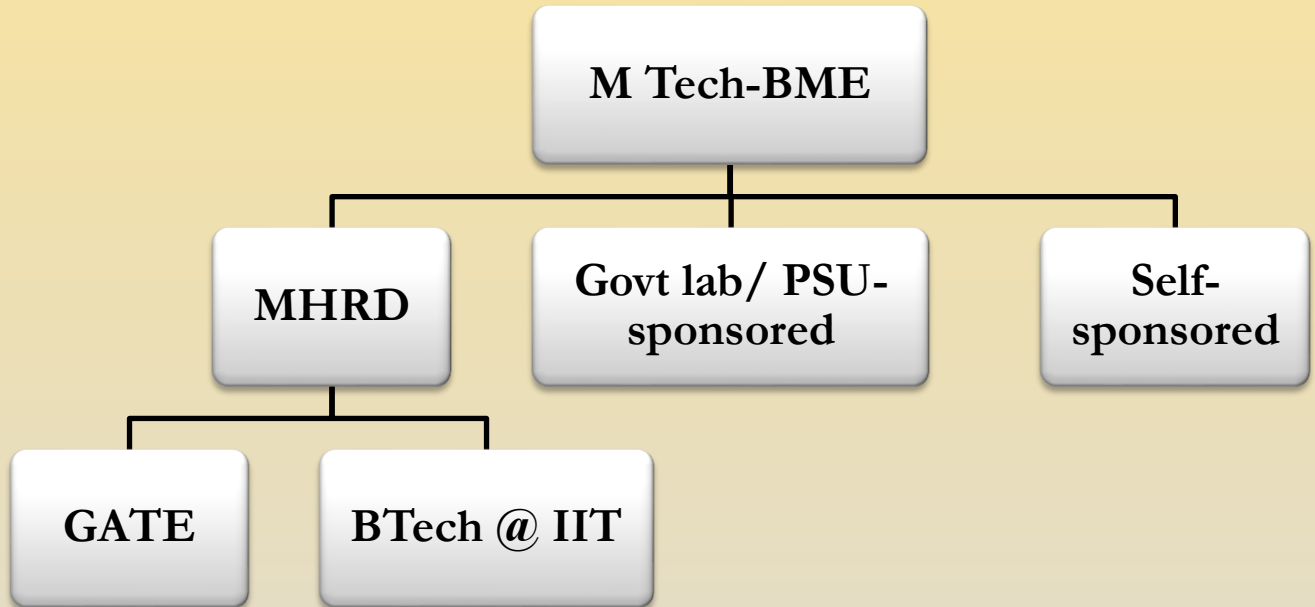 M Tech-BME
MHRD
Govt lab/ PSU-
sponsored
Self-
sponsored
GATE
BTech @ IIT